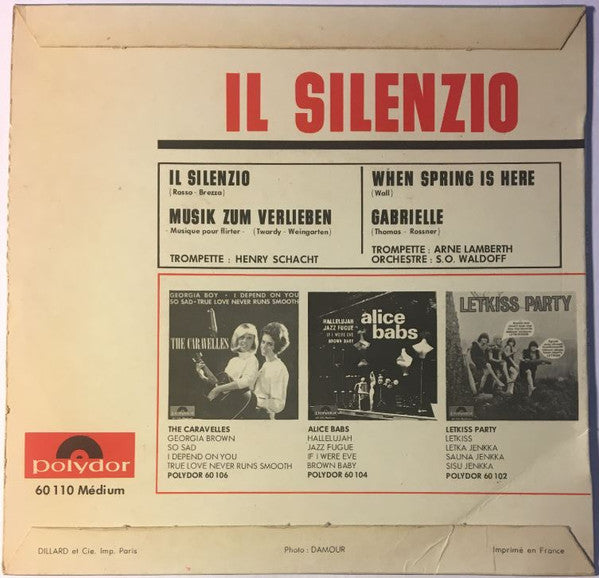 IL SILENZIO
IL SILENZIO
(Rosso - Brezza)
MUSIK ZUM VERLIEBEN
- Musique pour flirter - (Twardy - Weingarten)
TROMPETTE : HENRY SCHACHT
WHEN SPRING IS HERE
(Wall)
GABRIELLE
(Thomas - Rossner)
TROMPETTE : ARNE LAMBERTH
ORCHESTRE : S.O. WALDOFF
GEORGIA BOY - I DEPEND ON YOU
SO SAD - TRUE LOVE NEVER RUNS SMOOTH
THE CARAVELLES
HALLELUJAH
JAZZ FUGUE
IF I WERE EVE
BROWN BABY
alice
babs
LETKISS PARTY
THE CARAVELLES
GEORGIA BROWN
SO SAD
I DEPEND ON YOU
TRUE LOVE NEVER RUNS SMOOTH
POLYDOR 60 106
ALICE BABS
HALLELUJAH
JAZZ FUGUE
IF I WERE EVE
BROWN BABY
POLYDOR 60 104
LETKISS PARTY
LETKISS
LETKA JENKKA
SAUNA JENKKA
SISU JENKKA
POLYDOR 60 102
polydor
60 110 Médium
DILLARD et Cie. Imp. Paris
Photo : DAMOUR
Imprimé en France